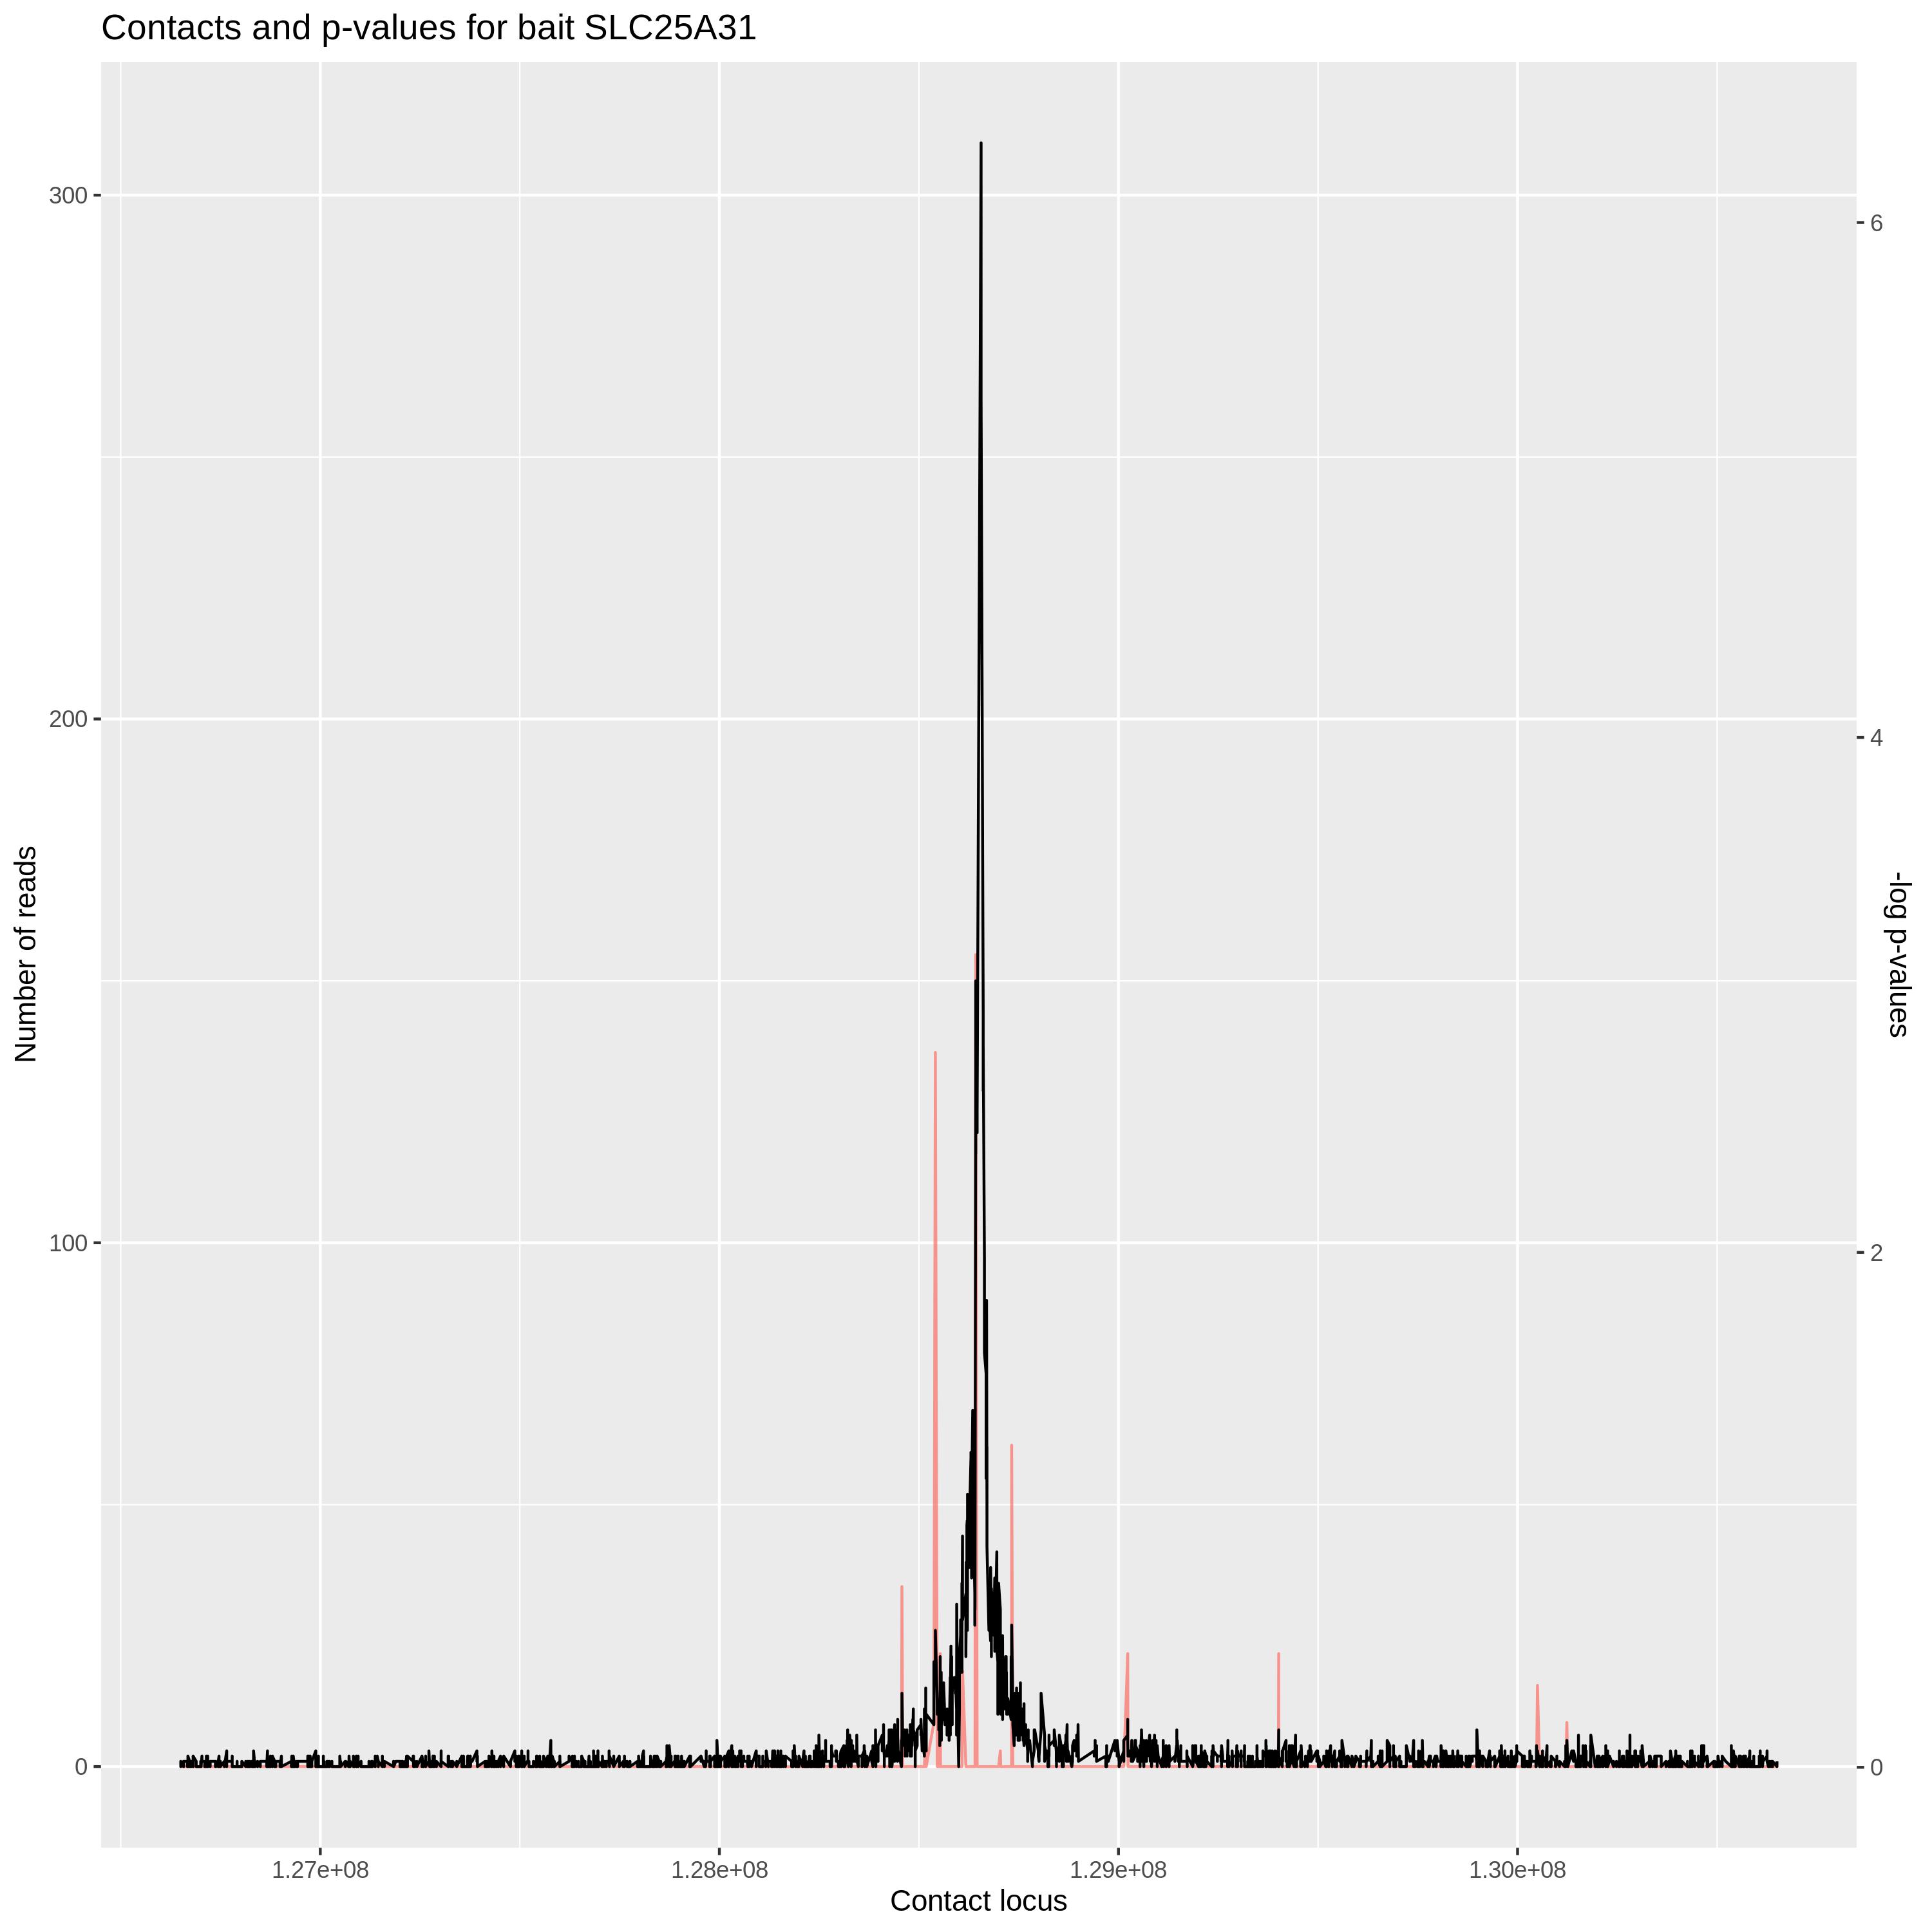 Contacts and p-values for bait SLC25A31
300
200
100
0
Number of reads
6
4
2
0
-log p-values
1.27e+08
1.28e+08
1.29e+08
1.30e+08
Contact locus